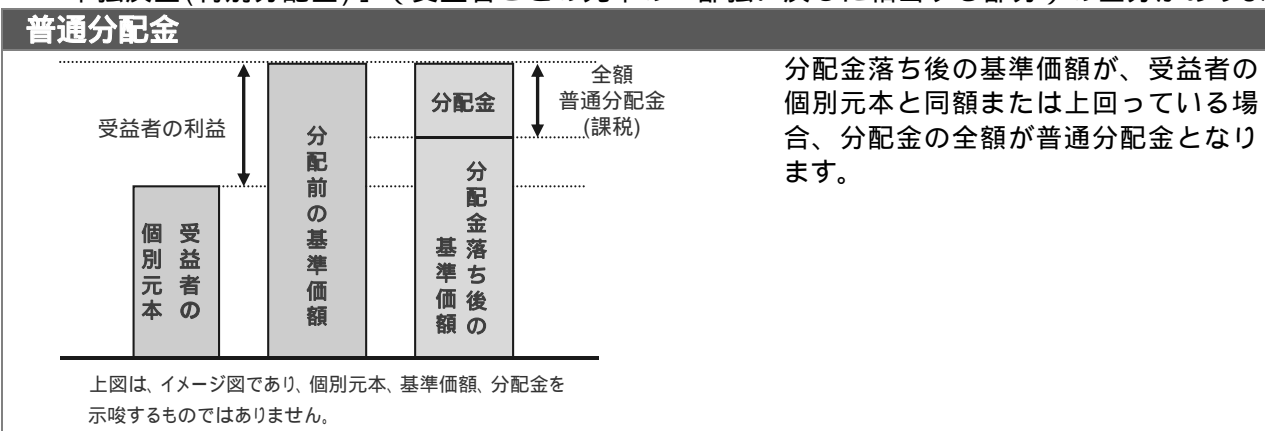 普通分配金
受益者の利益
受益者の
個別元本
分配前の基準価額
分配金
分配金落ち後の
基準価額
全額
普通分配金
(課税)
分配金落ち後の基準価額が、受益者の
個別元本と同額または上回っている場
合、分配金の全額が普通分配金となり
ます。
上図は、イメージ図であり、個別元本、基準価額、分配金を
示唆するものではありません。